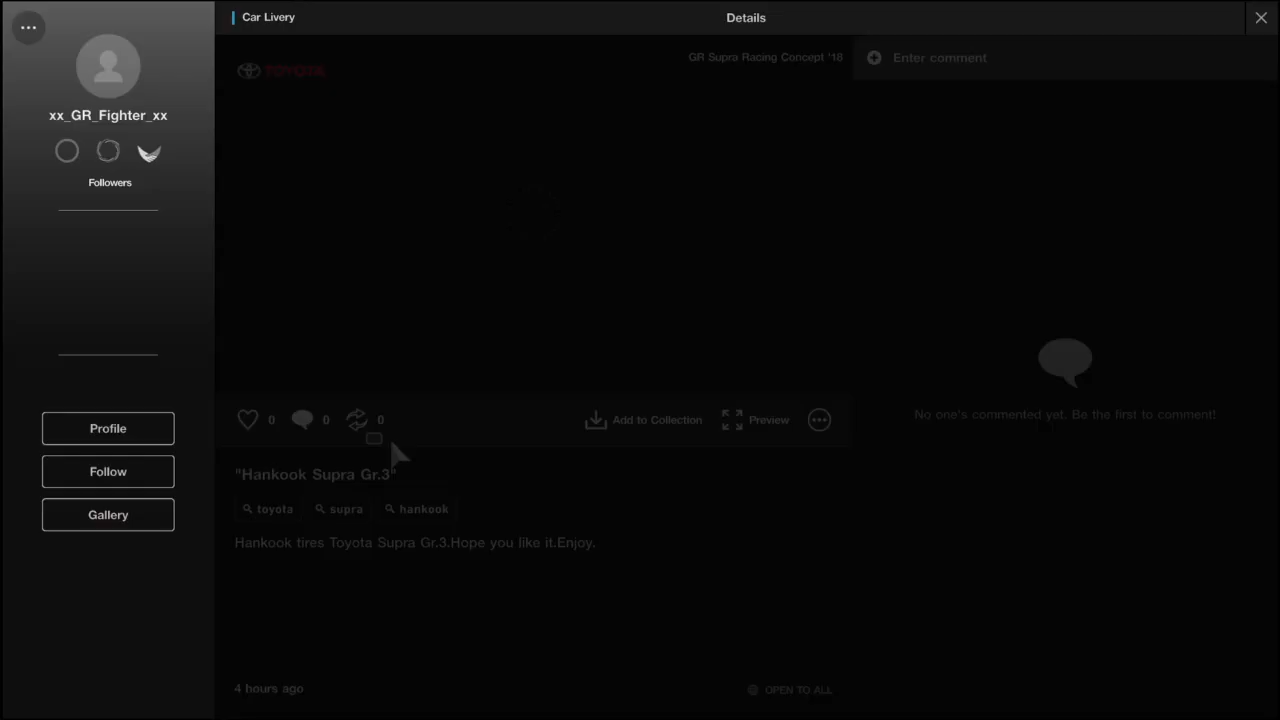 Car Livery
Details
xx_GR_Fighter_xx
Followers
Profile
Follow
Gallery
TOYOTA
GR Supra Racing Concept '18
Enter comment
0 0 0
Add to Collection
Preview
"Hankook Supra Gr.3"
toyota supra hankook
Hankook tires Toyota Supra Gr.3.Hope you like it.Enjoy.
4 hours ago
OPEN TO ALL
No one's commented yet. Be the first to comment!